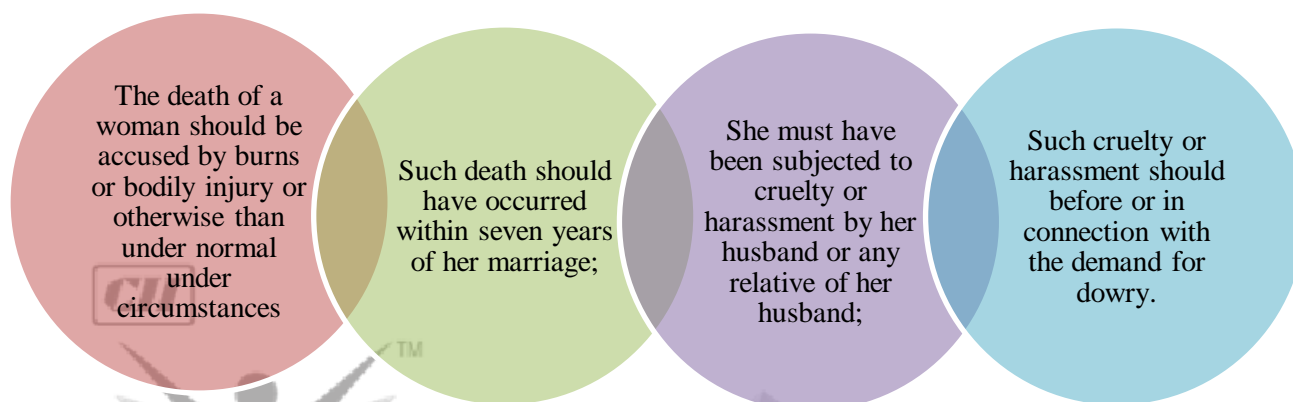 The death of a
woman should be
accused by burns
or bodily injury or
otherwise than
under normal
under
circumstances
CU
TM
Such death should
have occurred
within seven years
of her marriage;
She must have
been subjected to
cruelty or
harassment by her
husband or any
relative of her
husband;
Such cruelty or
harassment should
before or in
connection with
the demand for
dowry.